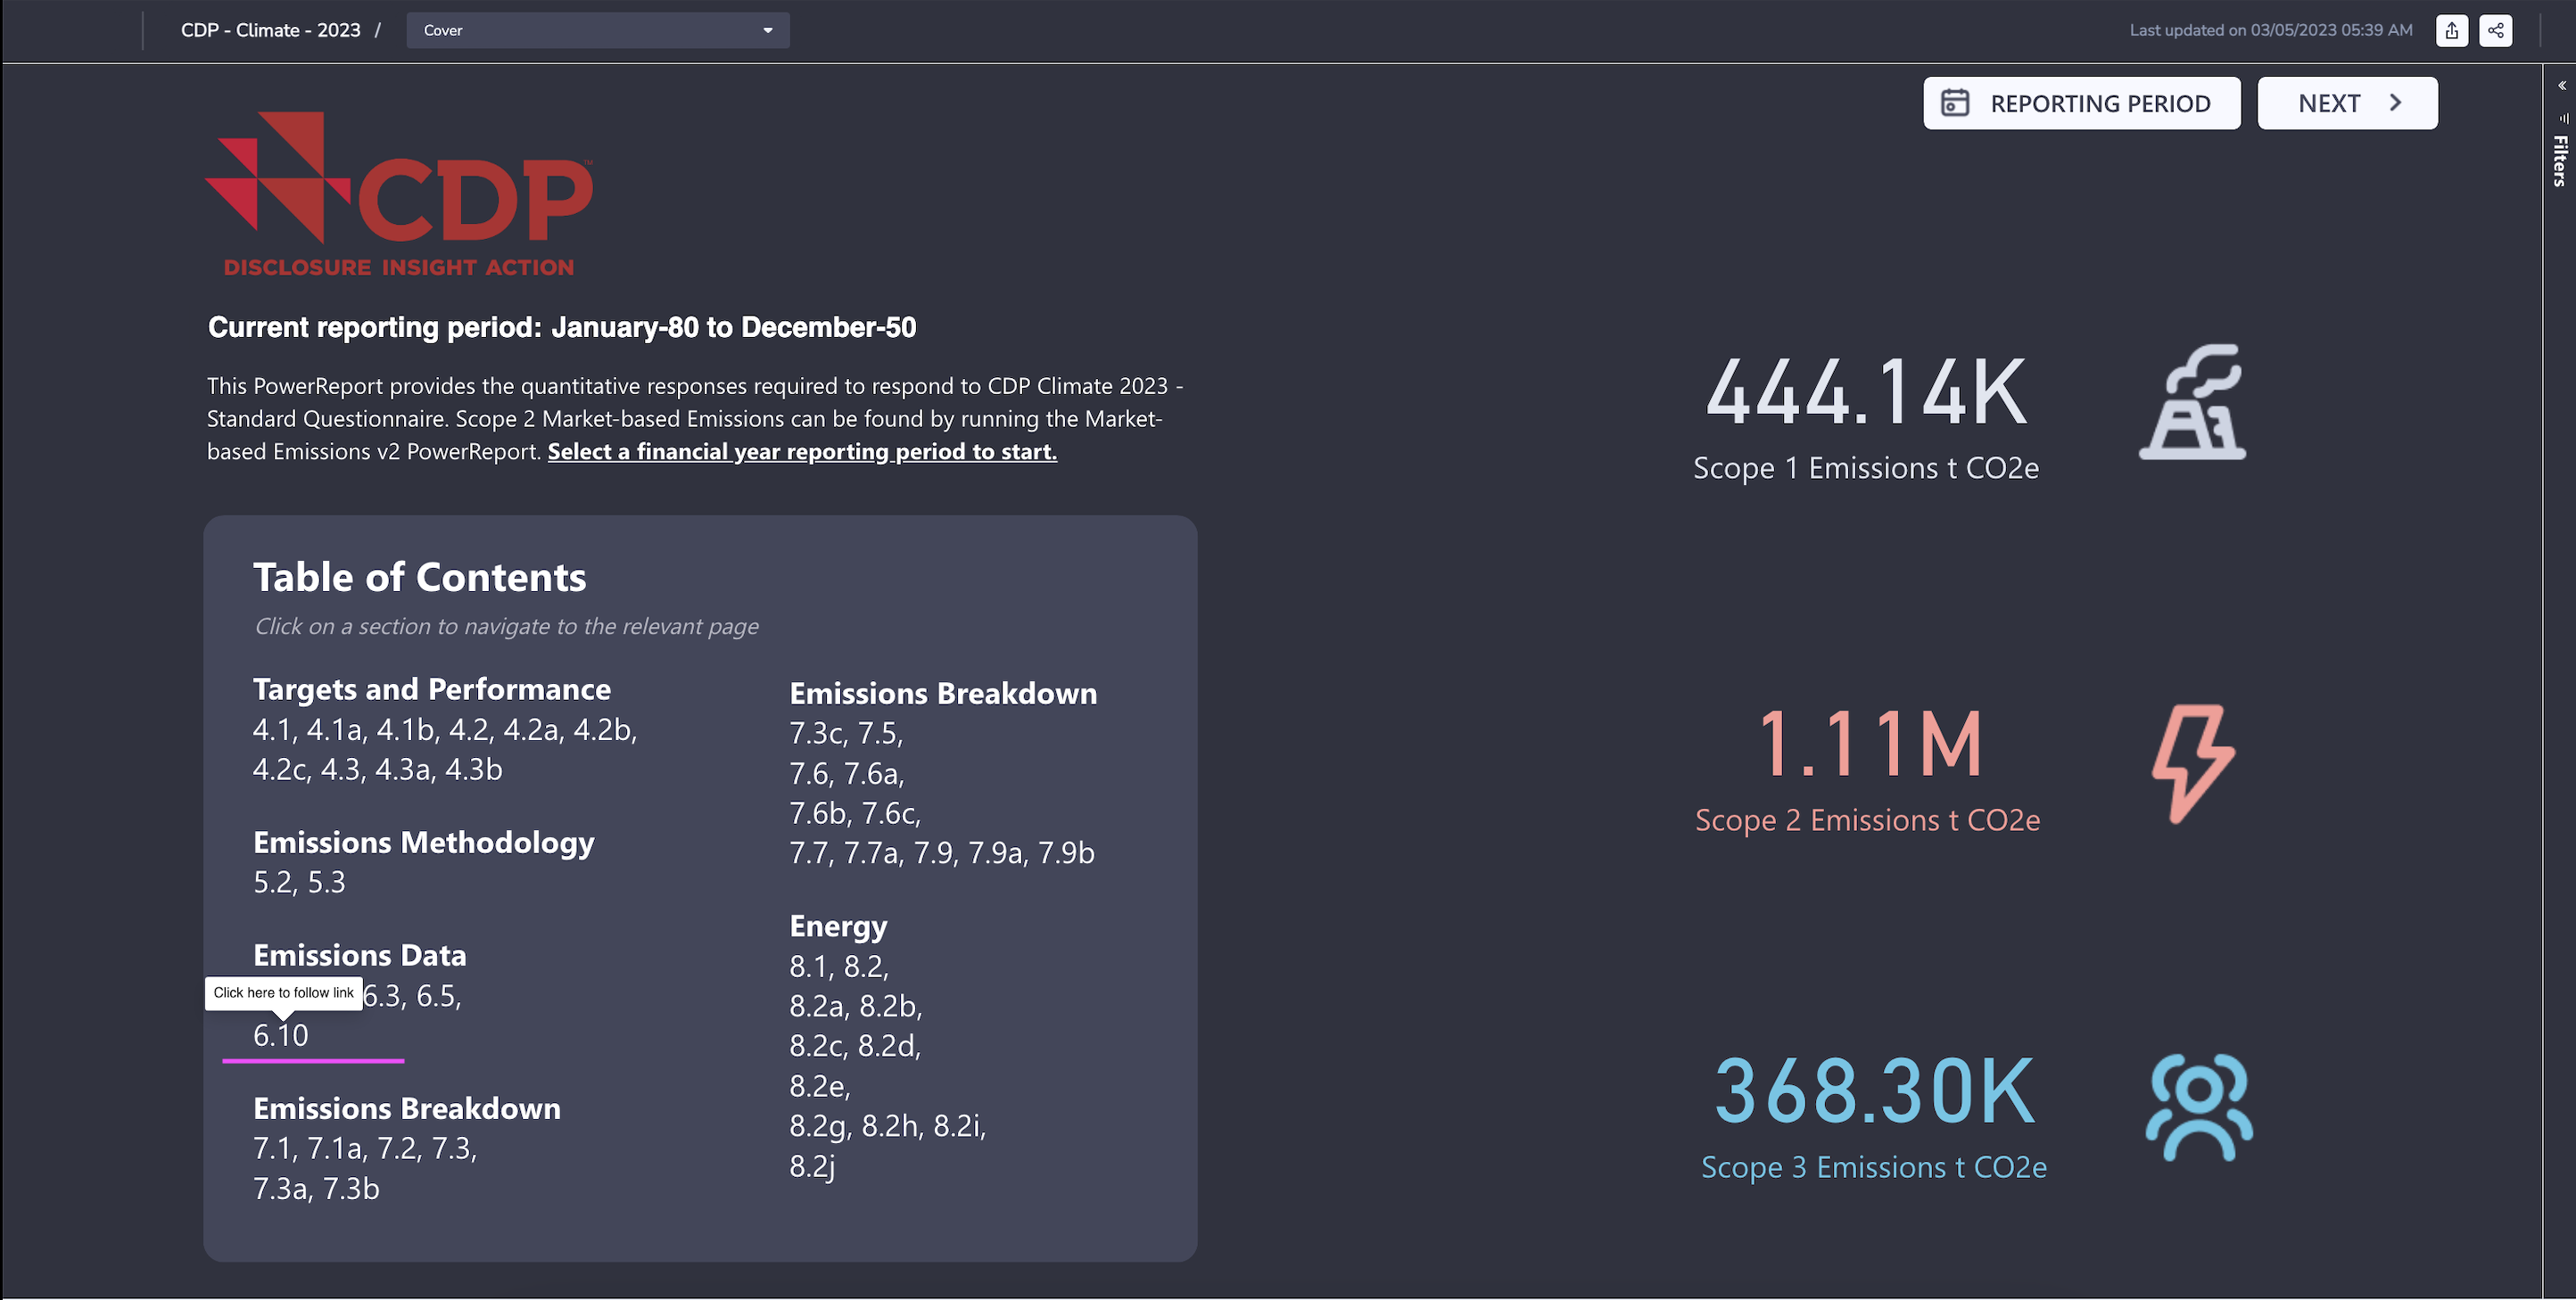 CDP - Climate - 2023 /
Cover
Last updated on 03/05/2023 05:39 AM
REPORTING PERIOD
NEXT
Filters
CDP™
DISCLOSURE INSIGHT ACTION
Current reporting period: January-80 to December-50
This PowerReport provides the quantitative responses required to respond to CDP Climate 2023 -
Standard Questionnaire. Scope 2 Market-based Emissions can be found by running the Market-
based Emissions v2 PowerReport. Select a financial year reporting period to start.
Table of Contents
Click on a section to navigate to the relevant page
Targets and Performance
4.1, 4.1a, 4.1b, 4.2, 4.2a, 4.2b,
4.2c, 4.3, 4.3a, 4.3b
Emissions Methodology
5.2, 5.3
Emissions Data
Click here to follow link
6.3, 6.5,
6.10
Emissions Breakdown
7.1, 7.1a, 7.2, 7.3,
7.3a, 7.3b
Emissions Breakdown
7.3c, 7.5,
7.6, 7.6a,
7.6b, 7.6c,
7.7, 7.7a, 7.9, 7.9a, 7.9b
Energy
8.1, 8.2,
8.2a, 8.2b,
8.2c, 8.2d,
8.2e,
8.2g, 8.2h, 8.2i,
8.2j
444.14K
Scope 1 Emissions t CO2e
1.11M
Scope 2 Emissions t CO2e
368.30K
Scope 3 Emissions t CO2e